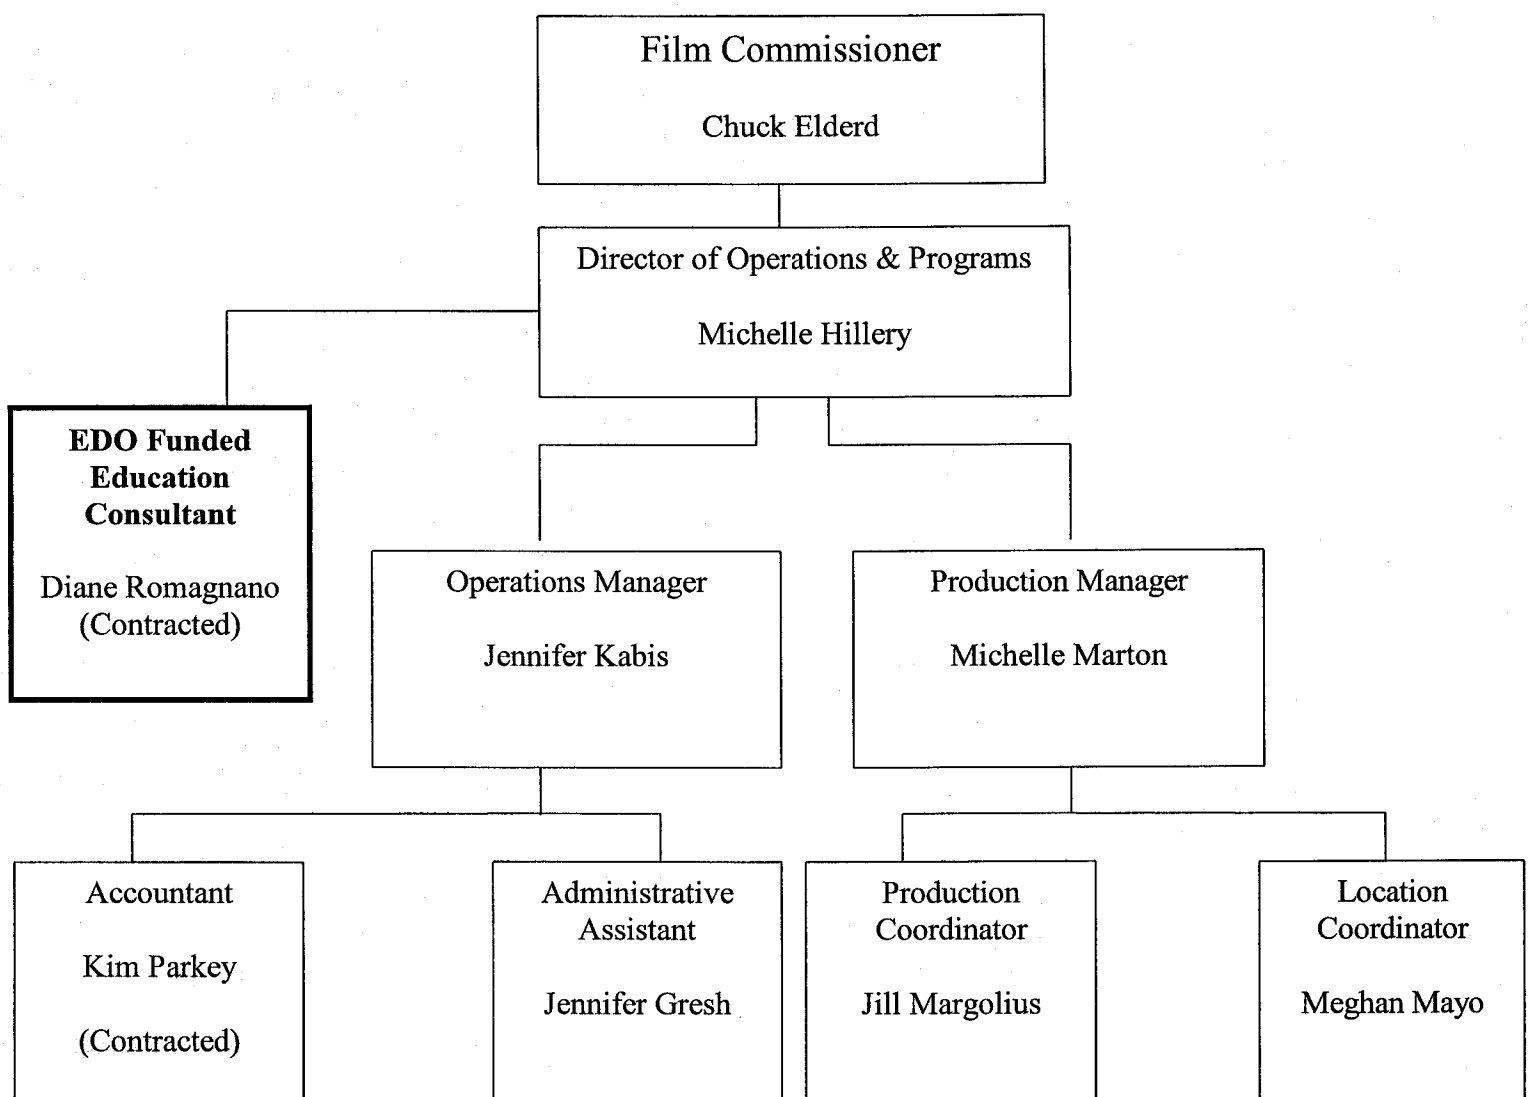 Film Commissioner
Chuck Elderd
Director of Operations & Programs
Michelle Hillery
EDO Funded
Education
Consultant
Diane Romagnano
(Contracted)
Operations Manager
Jennifer Kabis
Production Manager
Michelle Marton
Accountant
Kim Parkey
(Contracted)
Administrative
Assistant
Jennifer Gresh
Production
Coordinator
Jill Margolius
Location
Coordinator
Meghan Mayo